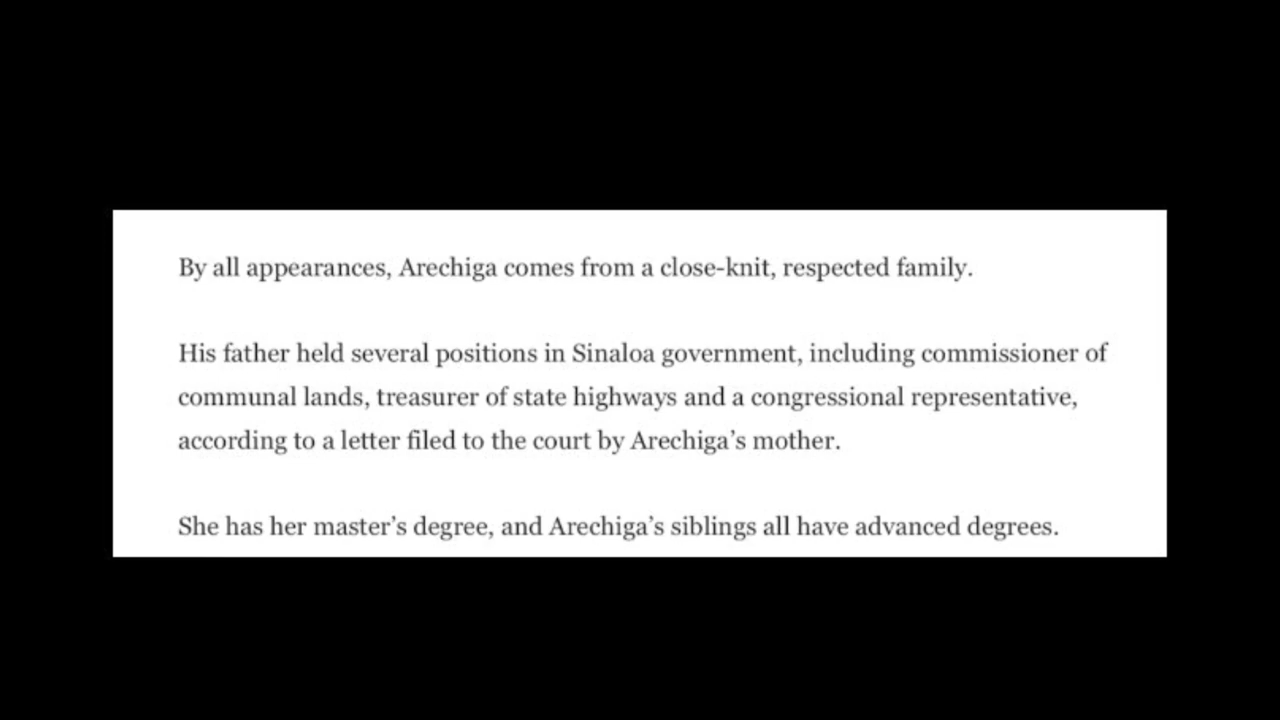 By all appearances, Arechiga comes from a close-knit, respected family.
His father held several positions in Sinaloa government, including commissioner of
communal lands, treasurer of state highways and a congressional representative,
according to a letter filed to the court by Arechiga’s mother.
She has her master’s degree, and Arechiga’s siblings all have advanced degrees.